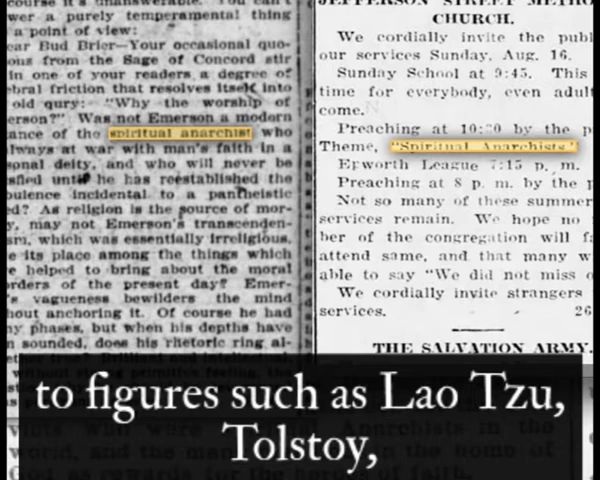 wer a purely temperamental thing
a point of view:
ear Bud Brier—Your occasional quo-
ons from the Sage of Concord stir
in one of your readers a degree of
ebral friction that resolves itself into
old qury: "Why the worship of
erson?" Was not Emerson a modern
ance of the spiritual anarchist who
lways at war with man's faith in a
sonal deity, and who will never be
sfied until he has reestablished the
pulence incidental to a pantheistic
d? As religion is the source of mor-
y, may not Emerson's transcenden-
sm, which was essentially irreligious,
e its place among the things which
e helped to bring about the moral
rders of the present day? Emer-
's vagueness bewilders the mind
hout anchoring it. Of course he had
ny phases, but when his depths have
n sounded, does his rhetoric ring al-
JEFFERSON STREET METHO
CHURCH.
We cordially invite the publ
our services Sunday, Aug. 16.
Sunday School at 9:45. This
time for everybody, even adult
come.
Preaching at 10:30 by the p
Theme, "Spiritual Anarchists."
Epworth League 7:15 p. m.
Preaching at 8 p. m. by the p
Not so many of these summer
services remain. We hope no
ber of the congregation will fa
attend same, and that many w
able to say "We did not miss o
We cordially invite strangers
services. 26
THE SALVATION ARMY.
to figures such as Lao Tzu,
Tolstoy,